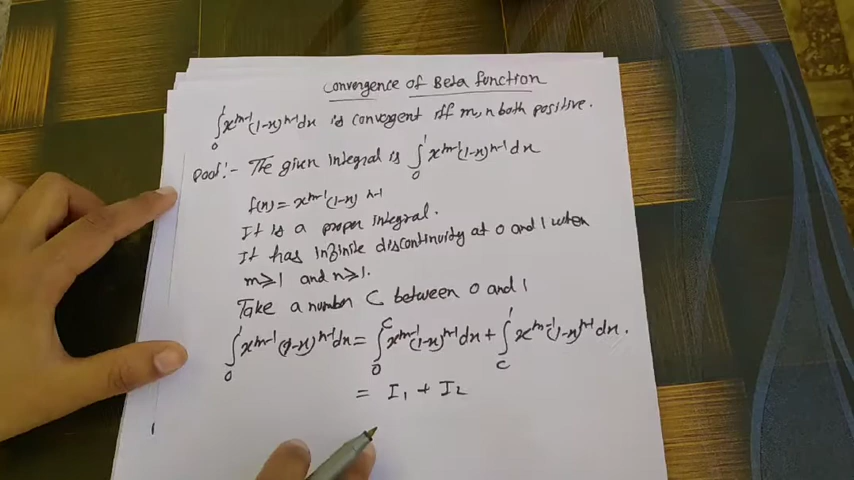 Convergence of Beta function
∫₀¹ x^{m-1}(1-x)^{n-1}dx is convergent iff m, n both positive.
Proof:- The given integral is ∫₀¹ x^{m-1}(1-x)^{n-1}dx
f(x) = x^{m-1}(1-x)^{n-1}
It is a proper integral.
It has infinite discontinuity at 0 and 1 when
m≥1 and n≥1.
Take a number C between 0 and 1
∫₀¹ x^{m-1}(1-x)^{n-1}dx = ∫₀^C x^{m-1}(1-x)^{n-1}dx + ∫_C¹ x^{m-1}(1-x)^{n-1}dx.
= I₁ + I₂